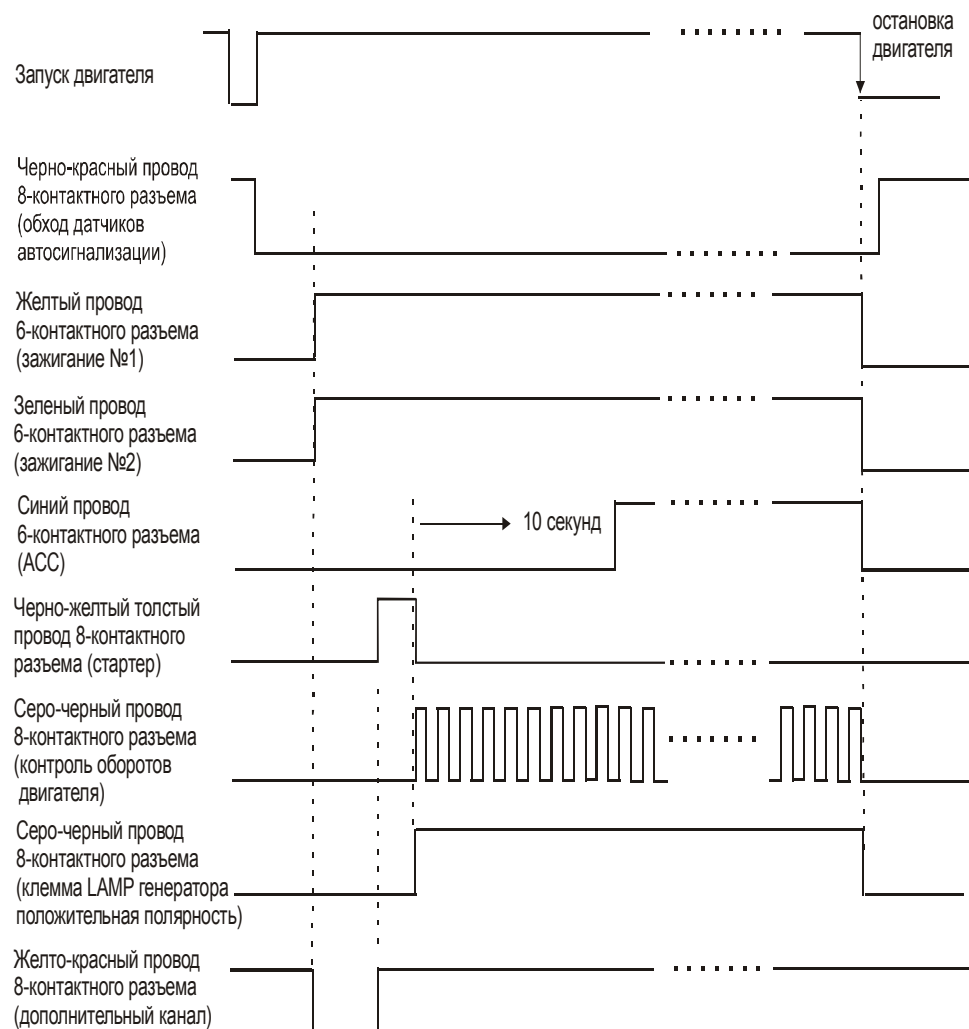 остановка
двигателя
Запуск двигателя
Черно-красный провод
8-контактного разъема
(обход датчиков
автосигнализации)
Желтый провод
6-контактного разъема
(зажигание №1)
Зеленый провод
6-контактного разъема
(зажигание №2)
Синий провод
6-контактного разъема
(ACC)
10 секунд
Черно-желтый толстый
провод 8-контактного
разъема (стартер)
Серо-черный провод
8-контактного разъема
(контроль оборотов
двигателя)
Серо-черный провод
8-контактного разъема
(клемма LAMP генератора
положительная полярность)
Желто-красный провод
8-контактного разъема
(дополнительный канал)